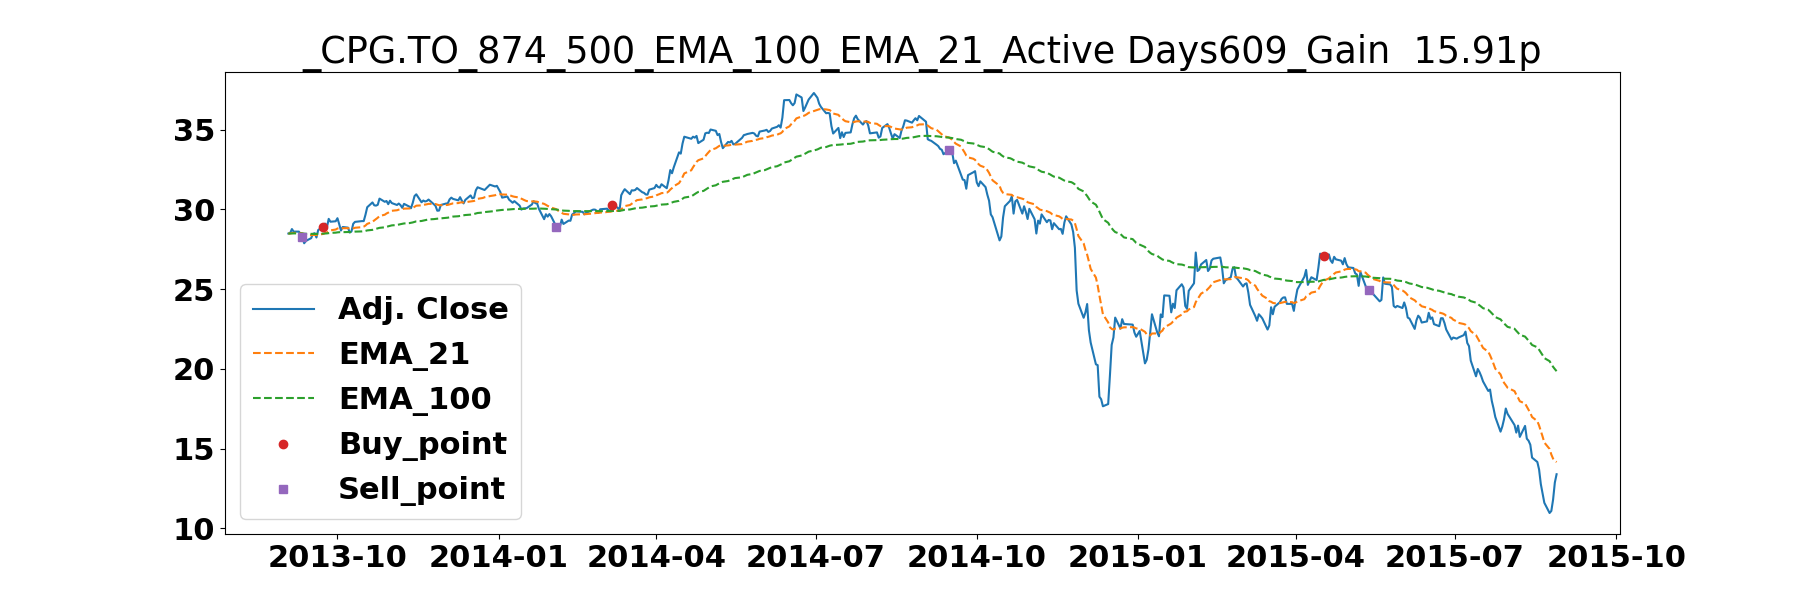 _CPG.TO_874_500_EMA_100_EMA_21_Active Days609_Gain  15.91p
35
30
25
20
15
10
Adj. Close
EMA_21
EMA_100
Buy_point
Sell_point
2013-10 2014-01 2014-04 2014-07 2014-10 2015-01 2015-04 2015-07 2015-10